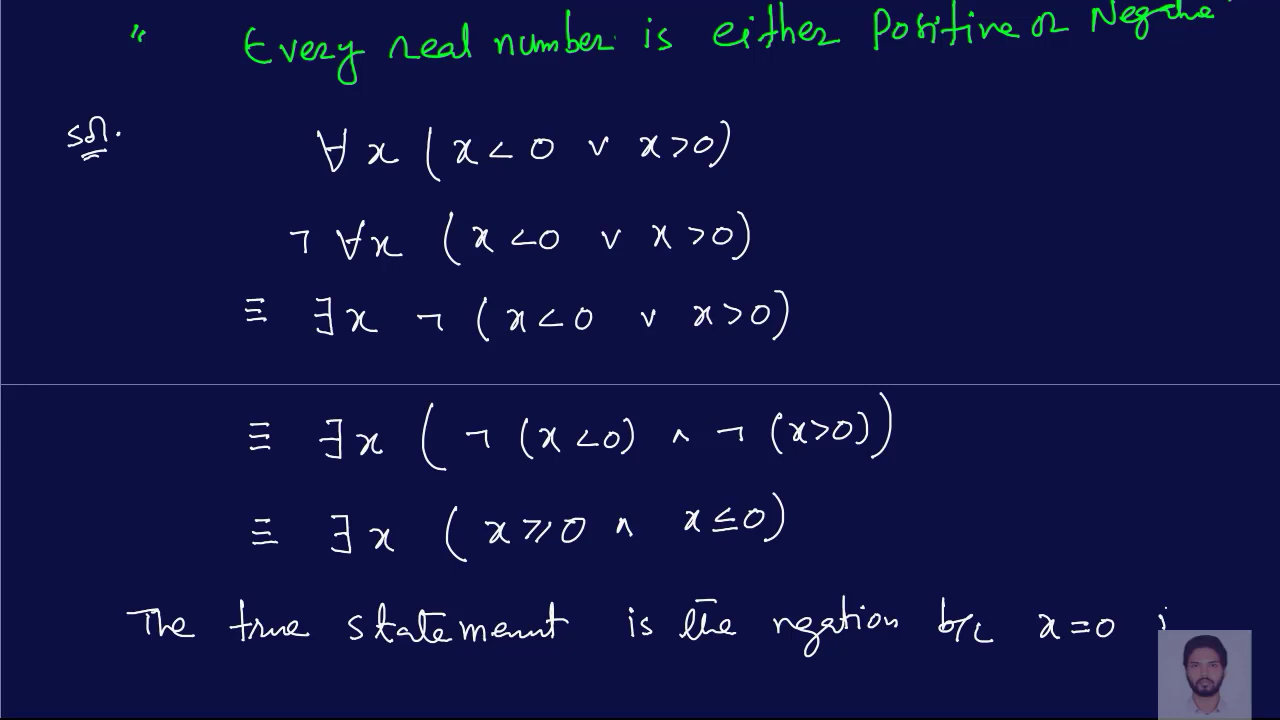 " Every real number is either Positive or Negative "
Sol.
∀x (x<0 ∨ x>0)
¬∀x (x<0 ∨ x>0)
≡ ∃x ¬(x<0 ∨ x>0)
≡ ∃x (¬(x<0) ∧ ¬(x>0))
≡ ∃x (x≥0 ∧ x≤0)
The true statement is the negation b/c x=0 i